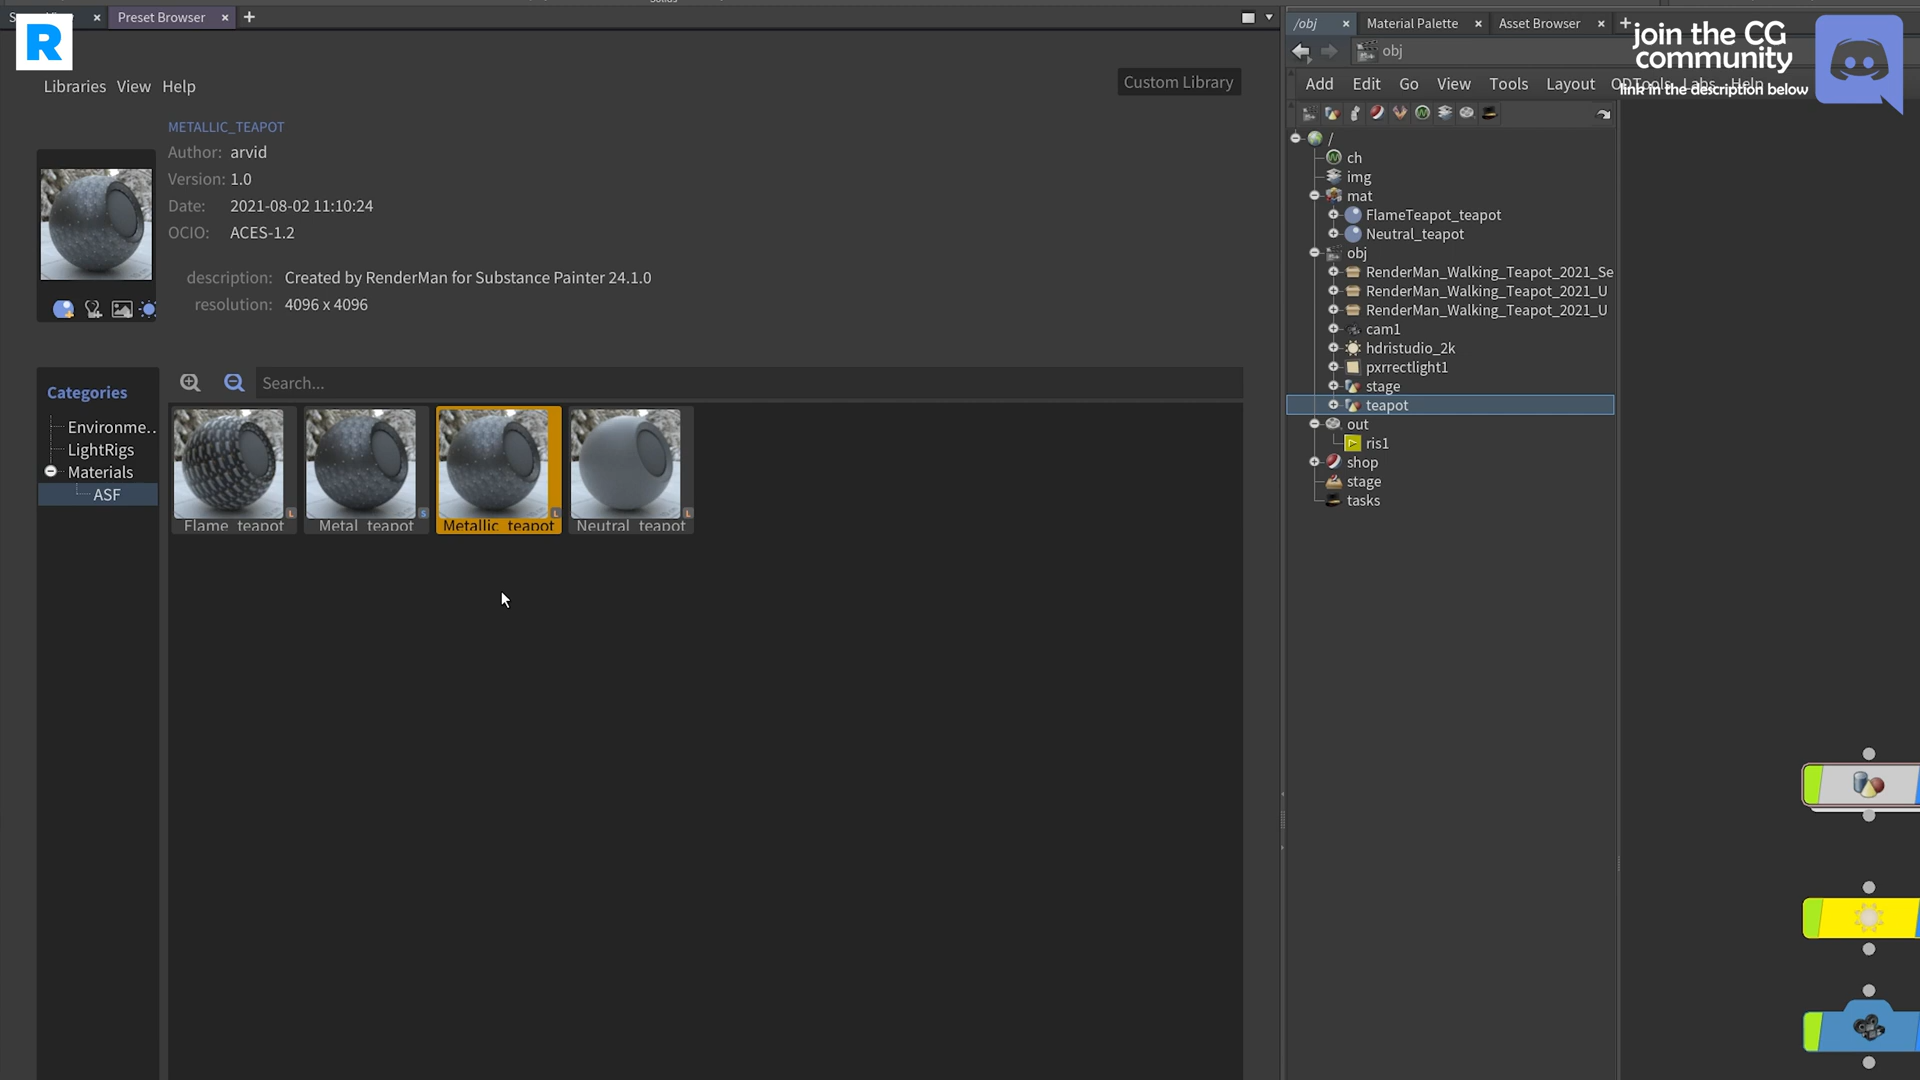 Preset Browser
R
Libraries View Help
Custom Library
METALLIC_TEAPOT
Author: arvid
Version: 1.0
Date: 2021-08-02 11:10:24
OCIO: ACES-1.2
description: Created by RenderMan for Substance Painter 24.1.0
resolution: 4096 x 4096
Categories
Environme..
LightRigs
Materials
ASF
Search...
Flame_teapot
Metal_teapot
Metallic_teapot
Neutral_teapot
L
S
L
L
/obj
Material Palette
Asset Browser
obj
Add Edit Go View Tools Layout ODTools Labs Help
join the CG
community
link in the description below
/
ch
img
mat
FlameTeapot_teapot
Neutral_teapot
obj
RenderMan_Walking_Teapot_2021_Se
RenderMan_Walking_Teapot_2021_U
RenderMan_Walking_Teapot_2021_U
cam1
hdristudio_2k
pxrrectlight1
stage
teapot
out
ris1
shop
stage
tasks